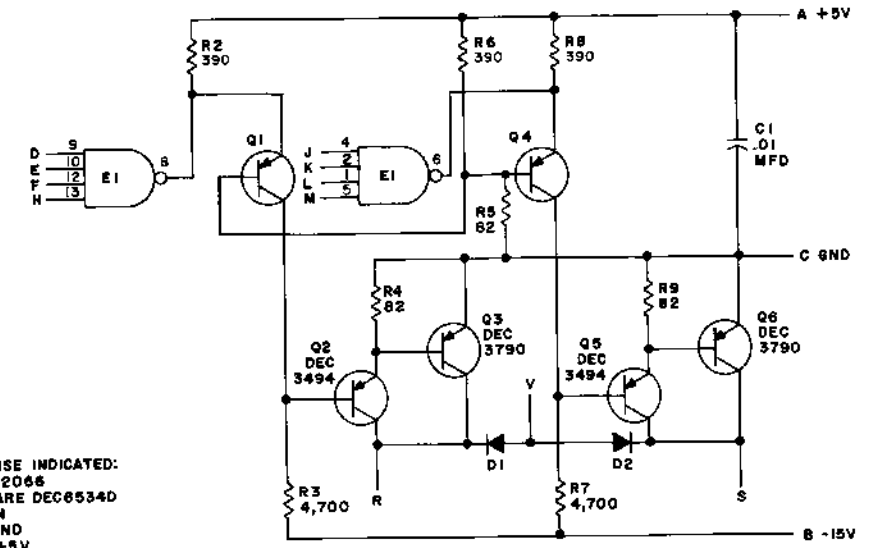 A +5V
R2
390
R6
390
R8
390
Q1
Q4
C1
.01
MFD
D 9
E 10
F 12
H 13
E1
8
J 4
K 2
L 1
M 5
E1
6
R5
82
C GND
R4
82
Q3
DEC
3790
R9
82
Q6
DEC
3790
Q2
DEC
3494
Q5
DEC
3494
V
D1
D2
R3
4,700
R
R7
4,700
S
B -15V
ISE INDICATED:
2066
ARE DEC6534D
N
ND
+5V